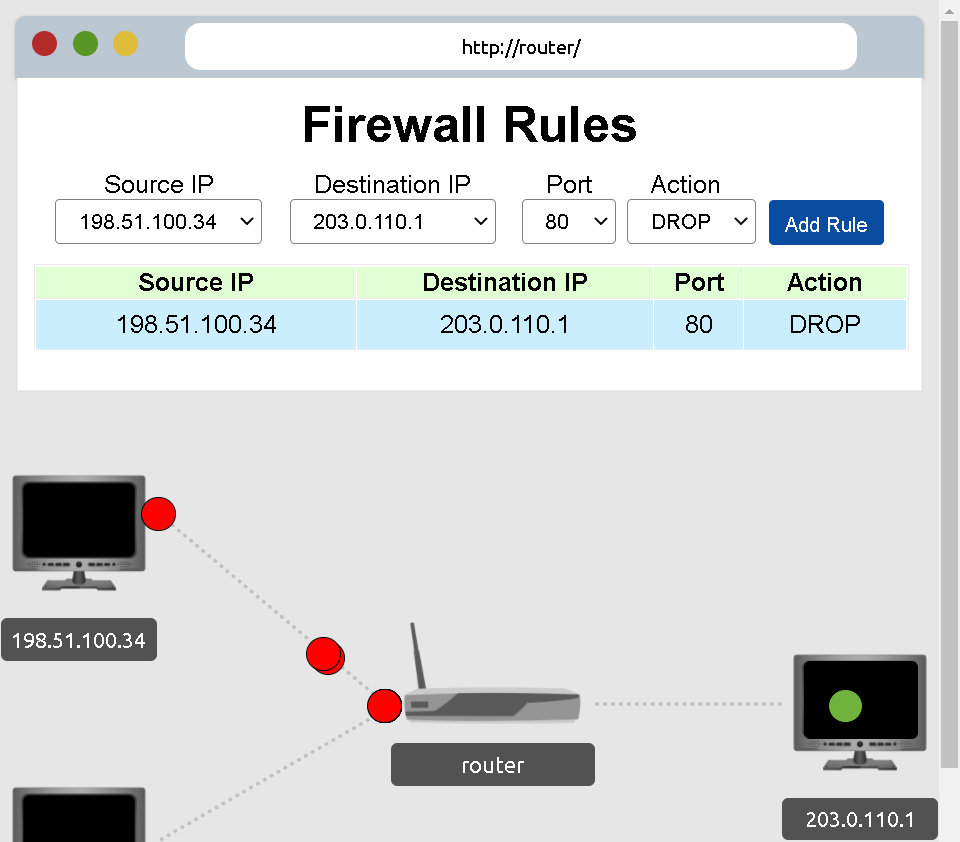 http://router/
Firewall Rules
Source IP Destination IP Port Action
198.51.100.34 203.0.110.1 80 DROP Add Rule
Source IP Destination IP Port Action
198.51.100.34 203.0.110.1 80 DROP
198.51.100.34
router
203.0.110.1